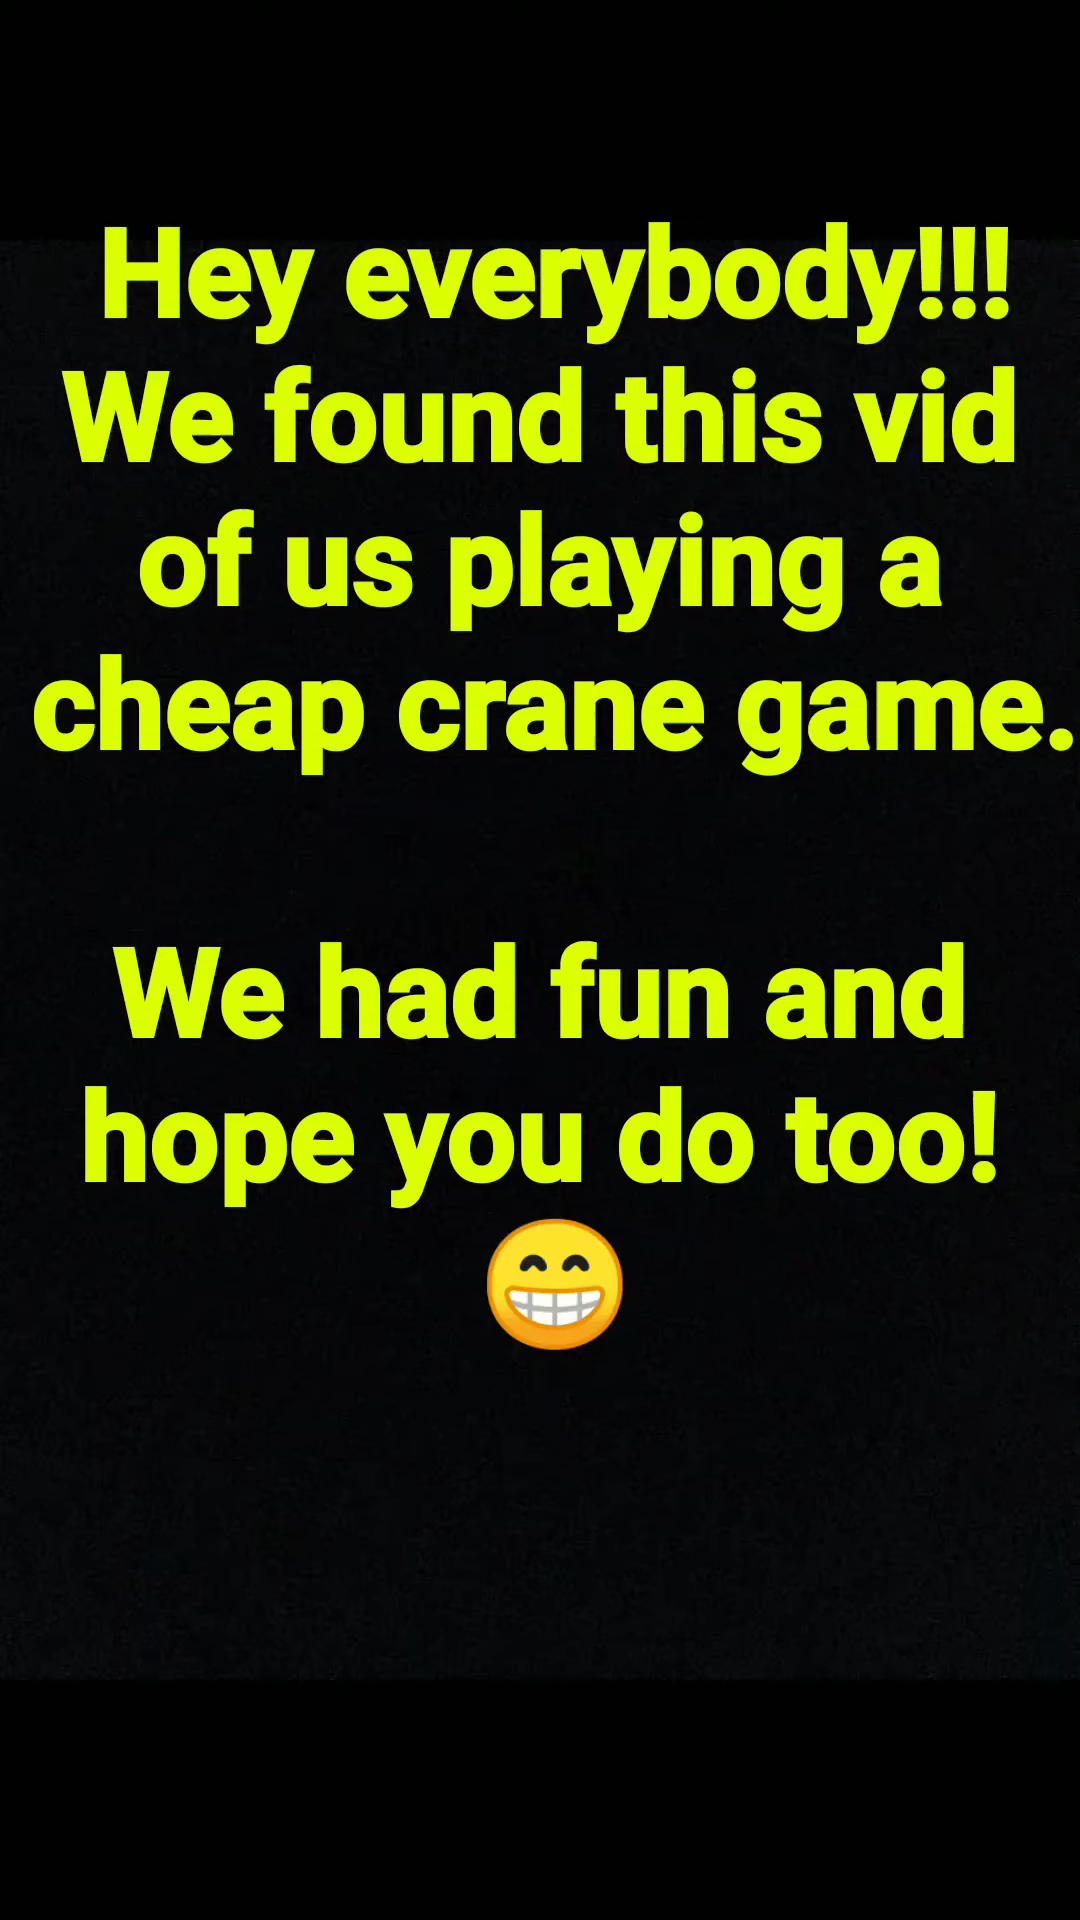 Hey everybody!!!
We found this vid
of us playing a
cheap crane game.
We had fun and
hope you do too!
😁